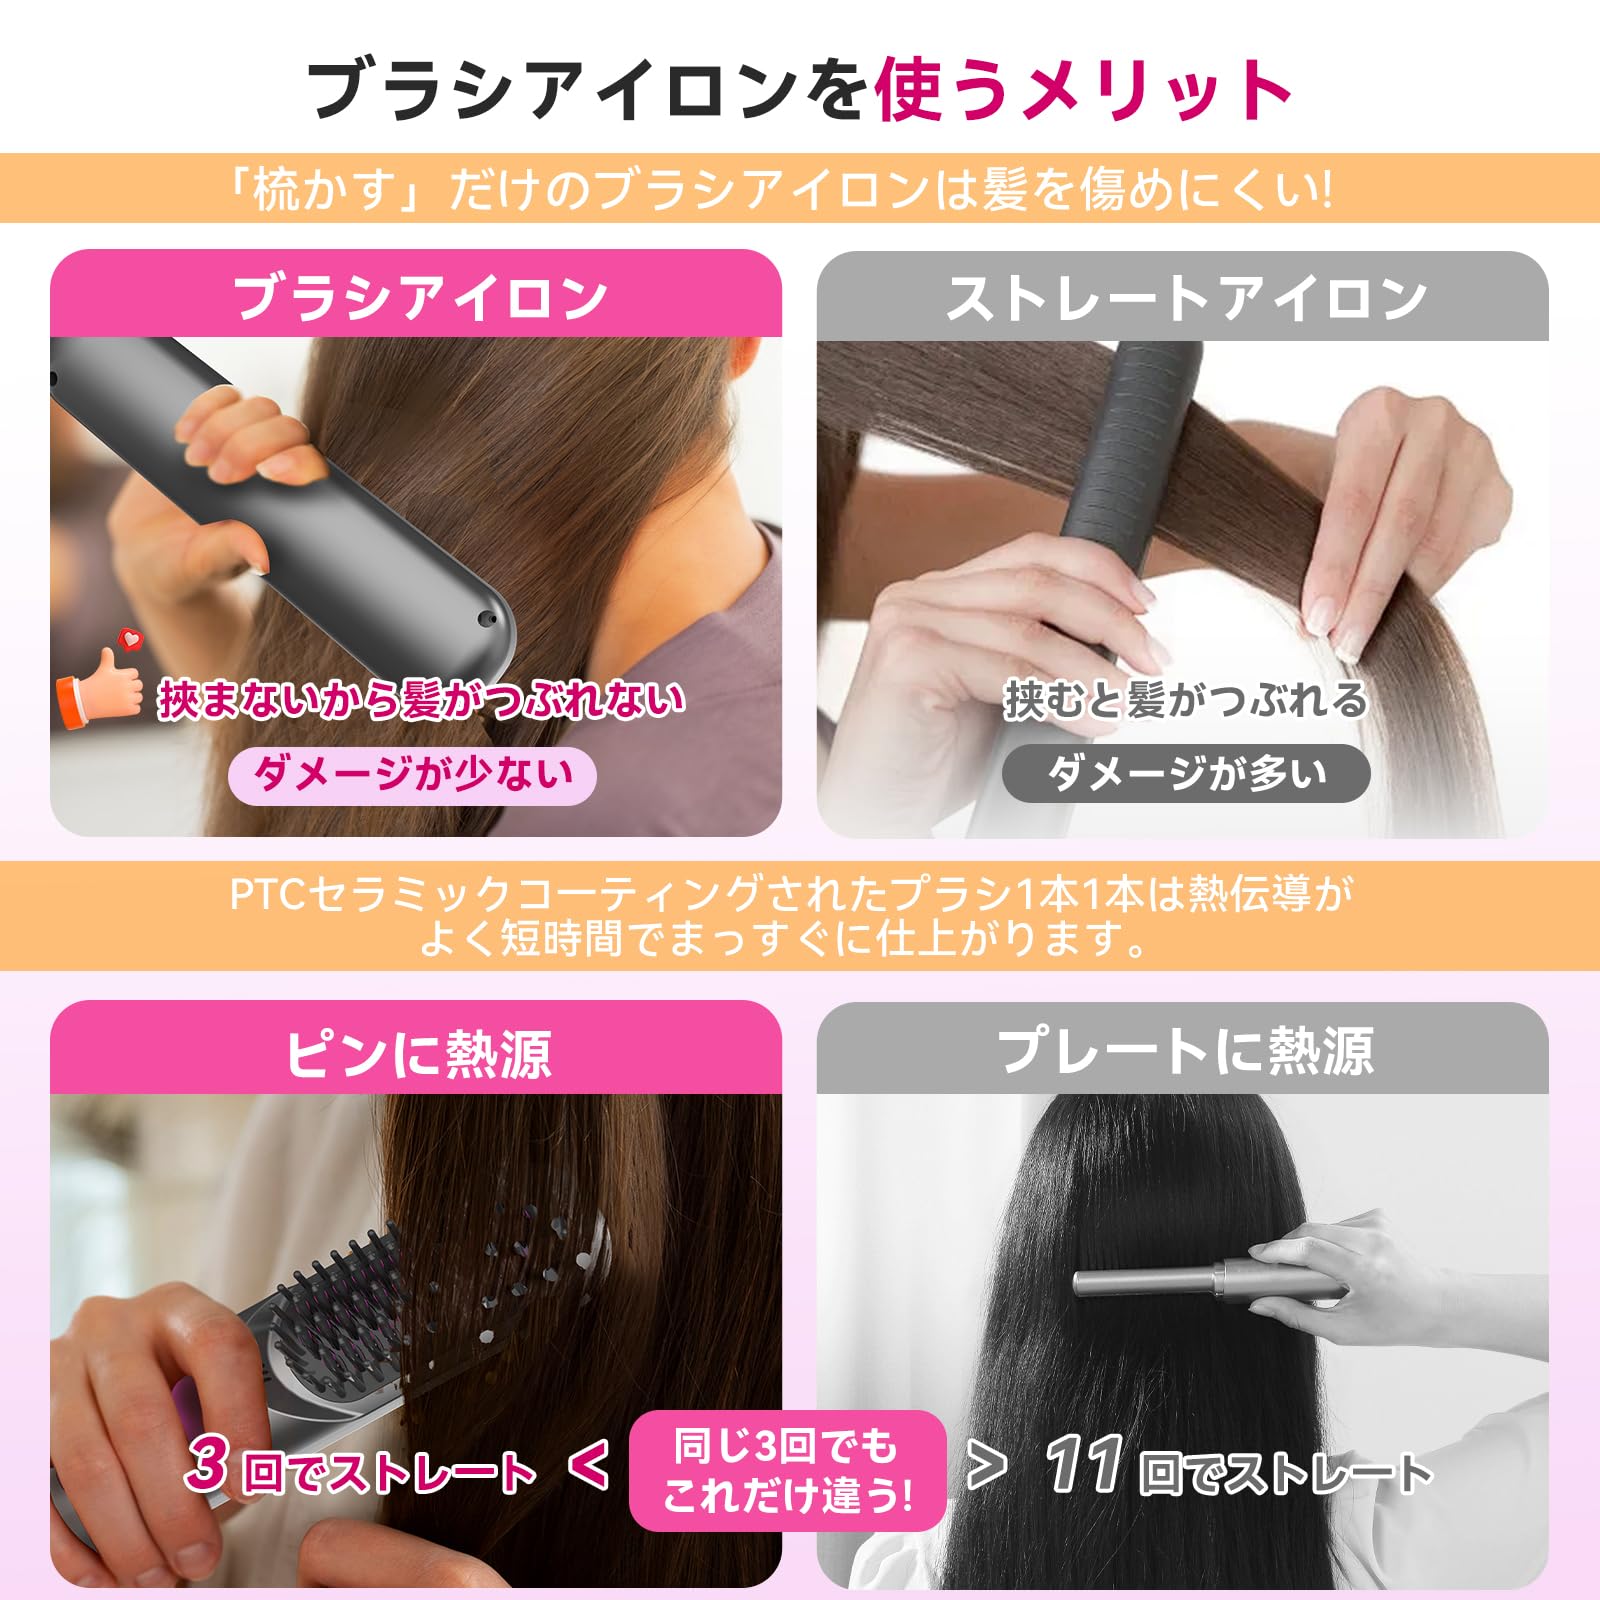 ブラシアイロンを使うメリット
「梳かす」だけのブラシアイロンは髪を傷めにくい!
ブラシアイロン
ストレートアイロン
挾まないから髪がつぶれない
ダメージが少ない
挟むと髪がつぶれる
ダメージが多い
PTCセラミックコーティングされたプラシ1本1本は熱伝導が
よく短時間でまっすぐに仕上がります。
ピンに熱源
プレートに熱源
3回でストレート <
同じ3回でも
これだけ違う!
> 11回でストレート